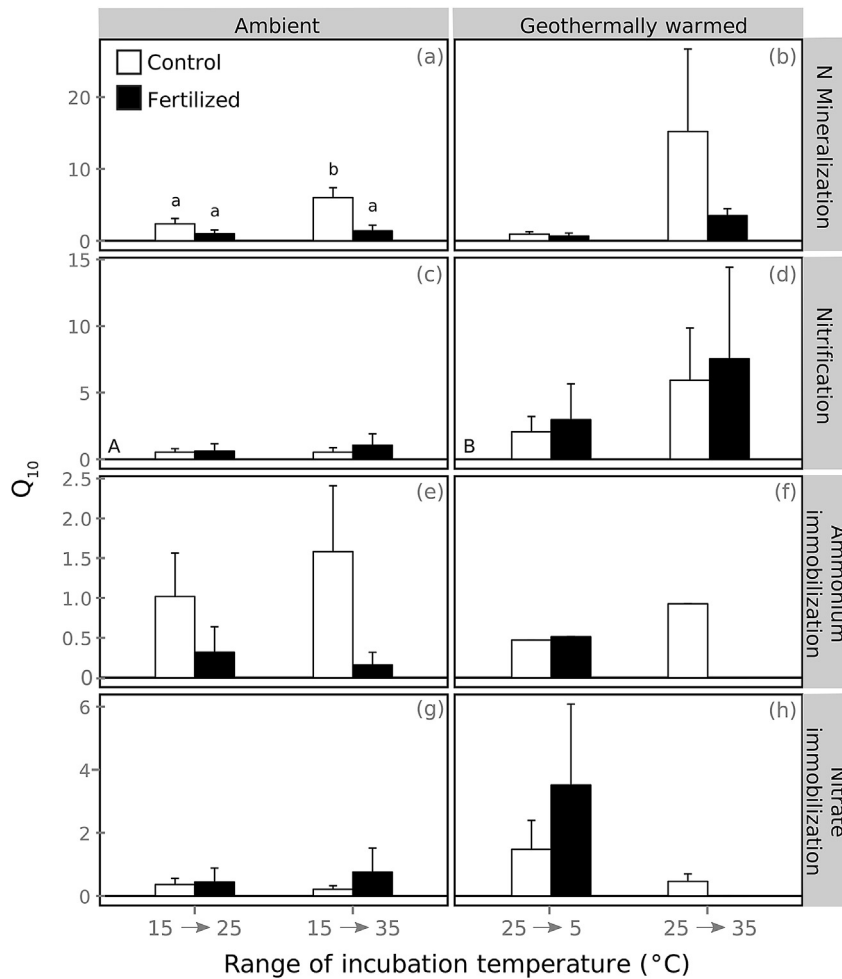 Ambient
Geothermally warmed
Control
Fertilized
(a)
a
a
b
a
20
10
0
(b)
N Mineralization
15
10
5
0
(c)
A
(d)
B
Nitrification
Q10
2.5
2.0
1.5
1.0
0.5
0
(e)
(f)
Ammonium
immobilization
6
4
2
0
(g)
(h)
Nitrate
immobilization
15 → 25
15 → 35
25 → 5
25 → 35
Range of incubation temperature (°C)